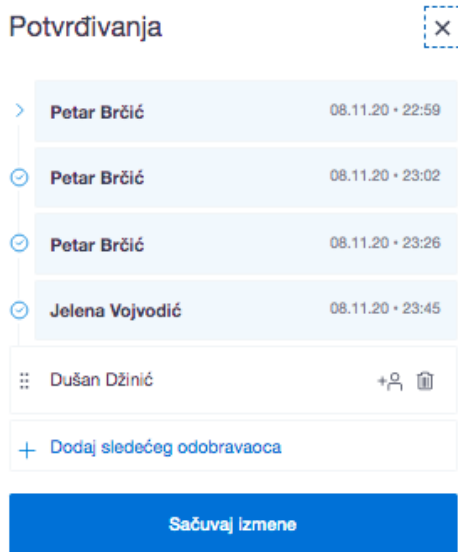 Potvrđivanja
Petar Brčić 08.11.20 • 22:59
Petar Brčić 08.11.20 • 23:02
Petar Brčić 08.11.20 • 23:26
Jelena Vojvodić 08.11.20 • 23:45
Dušan Džinić
Dodaj sledećeg odobravaoca
Sačuvaj izmene